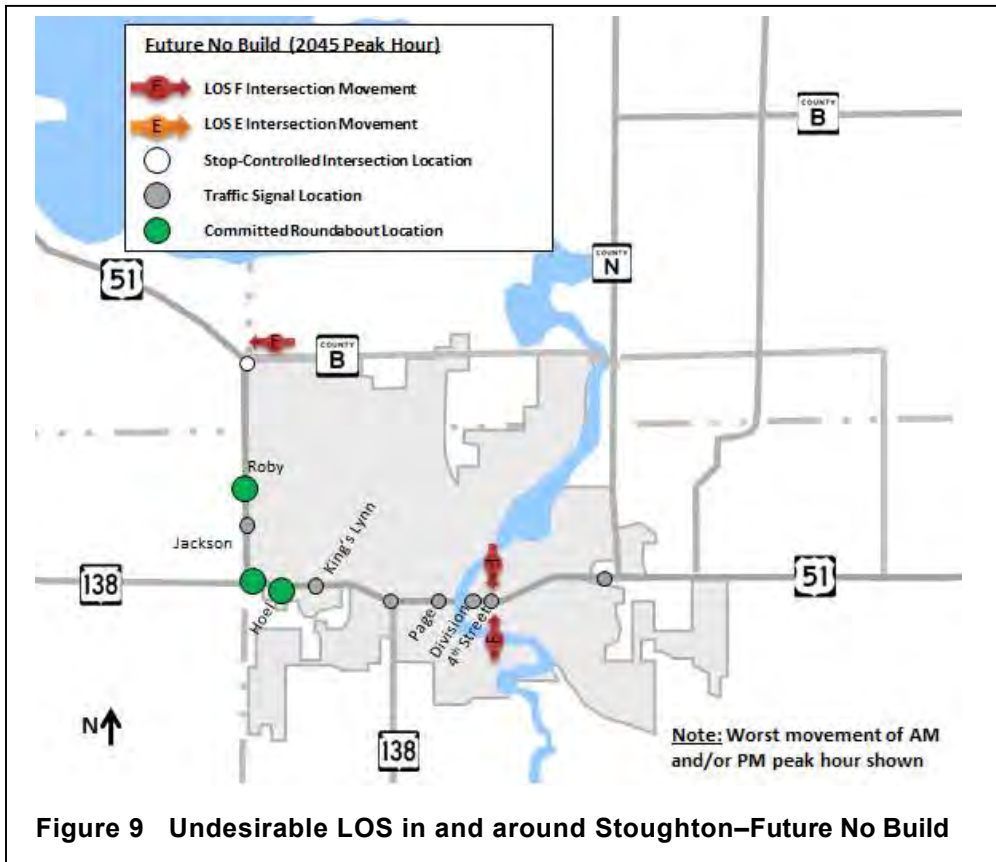 Future No Build (2045 Peak Hour)
F LOS F Intersection Movement
E LOS E Intersection Movement
Stop-Controlled Intersection Location
Traffic Signal Location
Committed Roundabout Location
COUNTY
B
51
COUNTY
N
F
COUNTY
B
Roby
Jackson
King's Lynn
138
Hoel
Page
Division
4th Street
F
F
51
N
138
Note: Worst movement of AM
and/or PM peak hour shown
Figure 9 Undesirable LOS in and around Stoughton–Future No Build